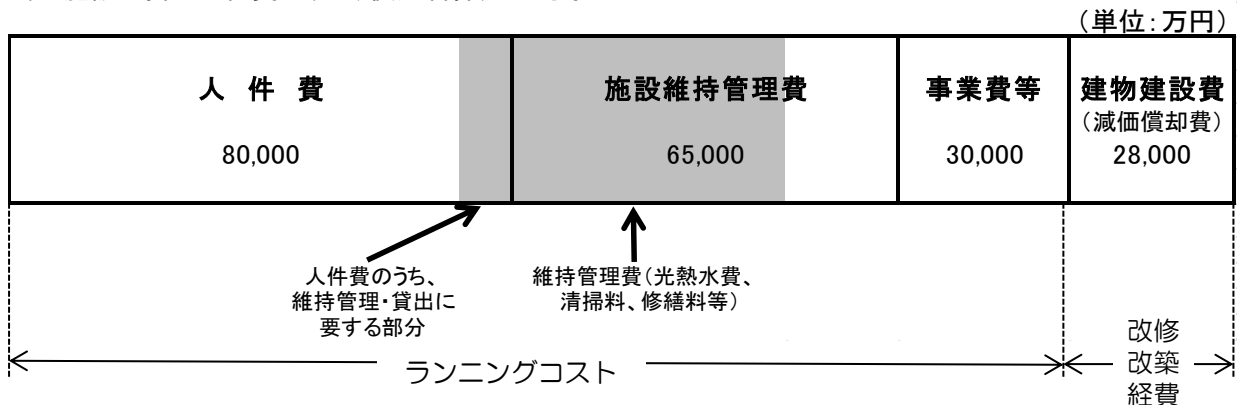 (単位:万円)
人 件 費
80,000
施設維持管理費
65,000
事業費等
30,000
建物建設費
(減価償却費)
28,000
人件費のうち、
維持管理・貸出に
要する部分
維持管理費(光熱水費、
清掃料、修繕料等)
ランニングコスト
改修
改築
経費